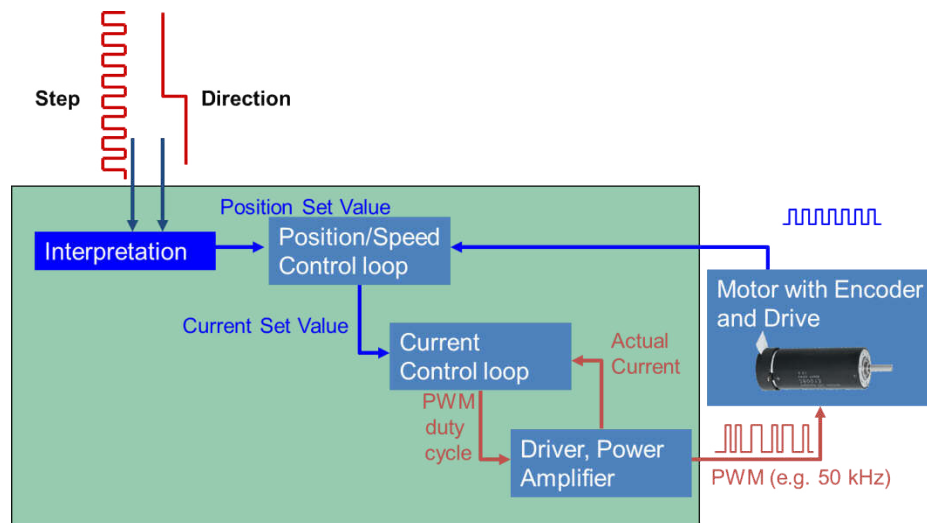 Step
Direction
Position Set Value
Interpretation
Position/Speed
Control loop
Motor with Encoder
and Drive
Current Set Value
Current
Control loop
Actual
Current
PWM
duty
cycle
Driver, Power
Amplifier
PWM (e.g. 50 kHz)